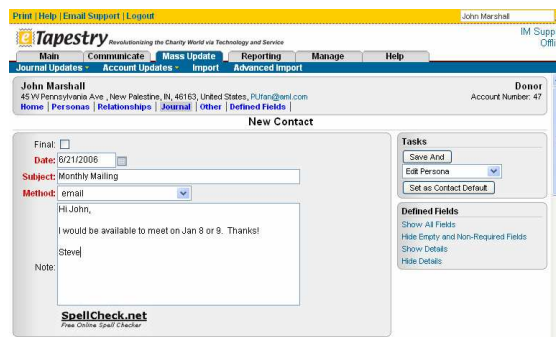 Print | Help | Email Support | Logout
John Marshall
eTapestry Revolutionizing the Charity World via Technology and Service
IM Supp
Offli
Main Communicate Mass Update Reporting Manage Help
Journal Updates Account Updates Import Advanced Import
John Marshall
Donor
45 W Pennsylvania Ave , New Palestine, IN, 46163, United States, PUfan@aml.com
Account Number: 47
Home | Personas | Relationships | Journal | Other | Defined Fields |
New Contact
Final:
Date: 6/21/2006
Subject: Monthly Mailing
Method: email
Hi John,
I would be available to meet on Jan 8 or 9. Thanks!
Steve
Note:
SpellCheck.net
Free Online Spell Checker
Tasks
Save And
Edit Persona
Set as Contact Default
Defined Fields
Show All Fields
Hide Empty and Non-Required Fields
Show Details
Hide Details